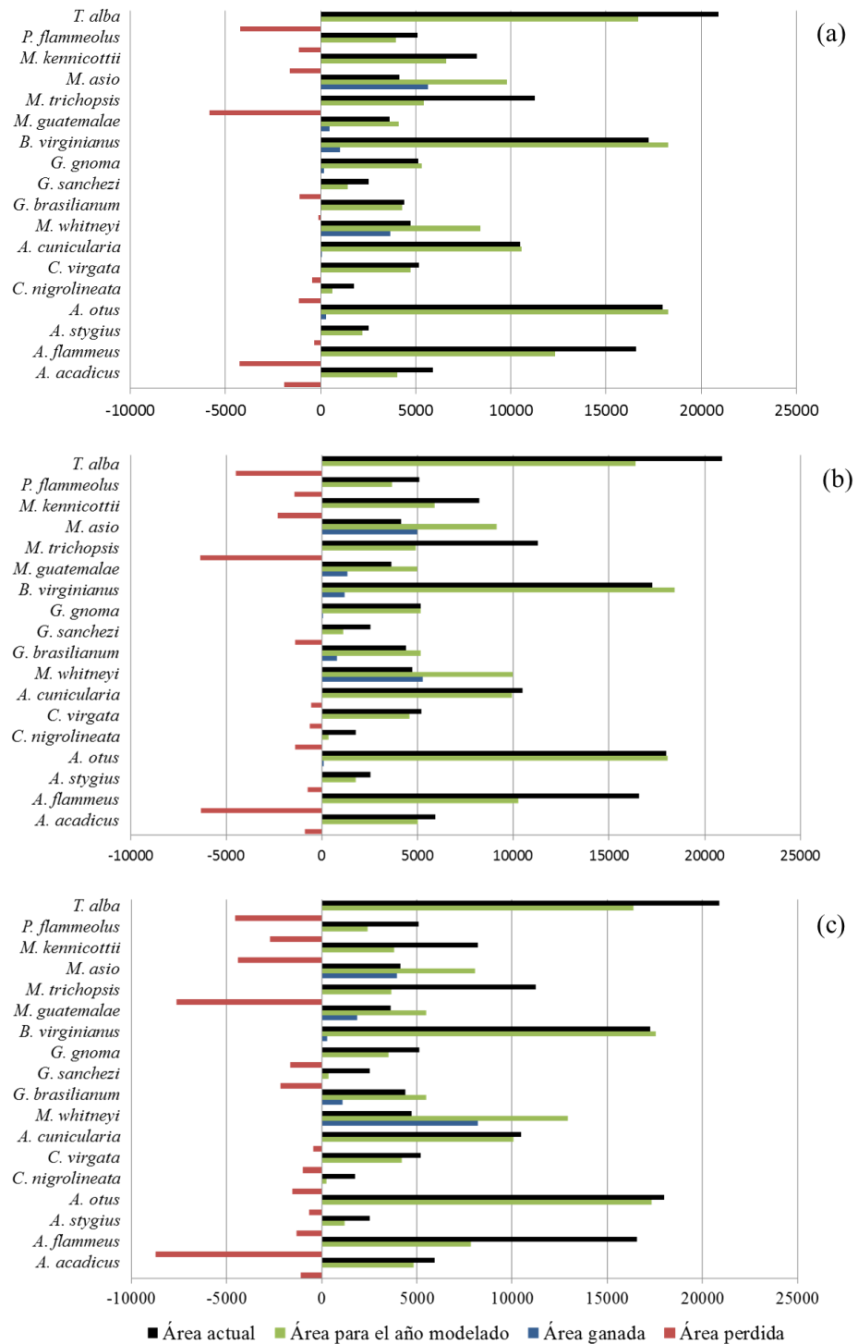 (a)
T. alba
P. flammeolus
M. kennicottii
M. asio
M. trichopsis
M. guatemalae
B. virginianus
G. gnoma
G. sanchezi
G. brasilianum
M. whitneyi
A. cunicularia
C. virgata
C. nigrolineata
A. otus
A. stygius
A. flammeus
A. acadicus
-10000 -5000 0 5000 10000 15000 20000 25000
(b)
T. alba
P. flammeolus
M. kennicottii
M. asio
M. trichopsis
M. guatemalae
B. virginianus
G. gnoma
G. sanchezi
G. brasilianum
M. whitneyi
A. cunicularia
C. virgata
C. nigrolineata
A. otus
A. stygius
A. flammeus
A. acadicus
-10000 -5000 0 5000 10000 15000 20000 25000
(c)
T. alba
P. flammeolus
M. kennicottii
M. asio
M. trichopsis
M. guatemalae
B. virginianus
G. gnoma
G. sanchezi
G. brasilianum
M. whitneyi
A. cunicularia
C. virgata
C. nigrolineata
A. otus
A. stygius
A. flammeus
A. acadicus
-10000 -5000 0 5000 10000 15000 20000 25000
Área actual Área para el año modelado Área ganada Área perdida